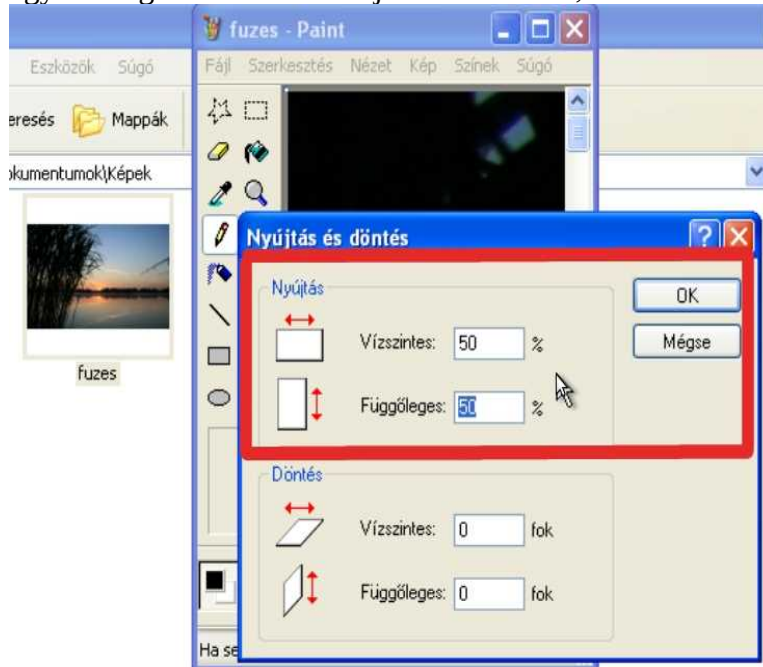 fuzes - Paint
Eszközök Súgó
Fájl Szerkesztés Nézet Kép Színek Súgó
eresés Mappák
okumentumok\Képek
Nyújtás és döntés
Nyújtás
OK
Vízszintes: 50 %
Mégse
fuzes
Függőleges: 50 %
Döntés
Vízszintes: 0 fok
Függőleges: 0 fok
Ha se